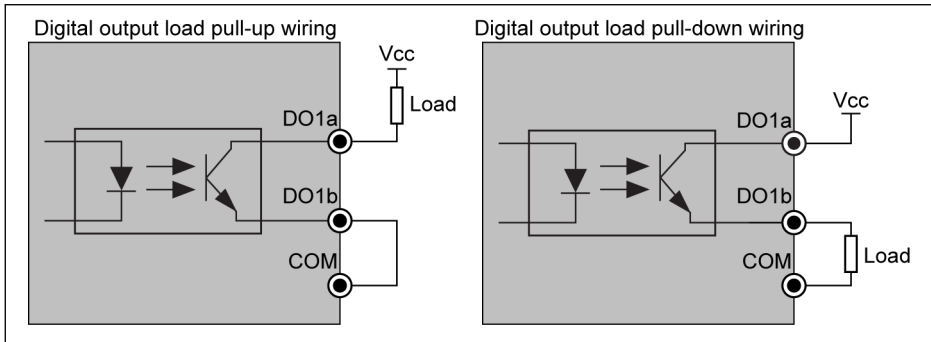 Digital output load pull-up wiring
Vcc
Load
DO1a
DO1b
COM
Digital output load pull-down wiring
Vcc
DO1a
DO1b
COM
Load